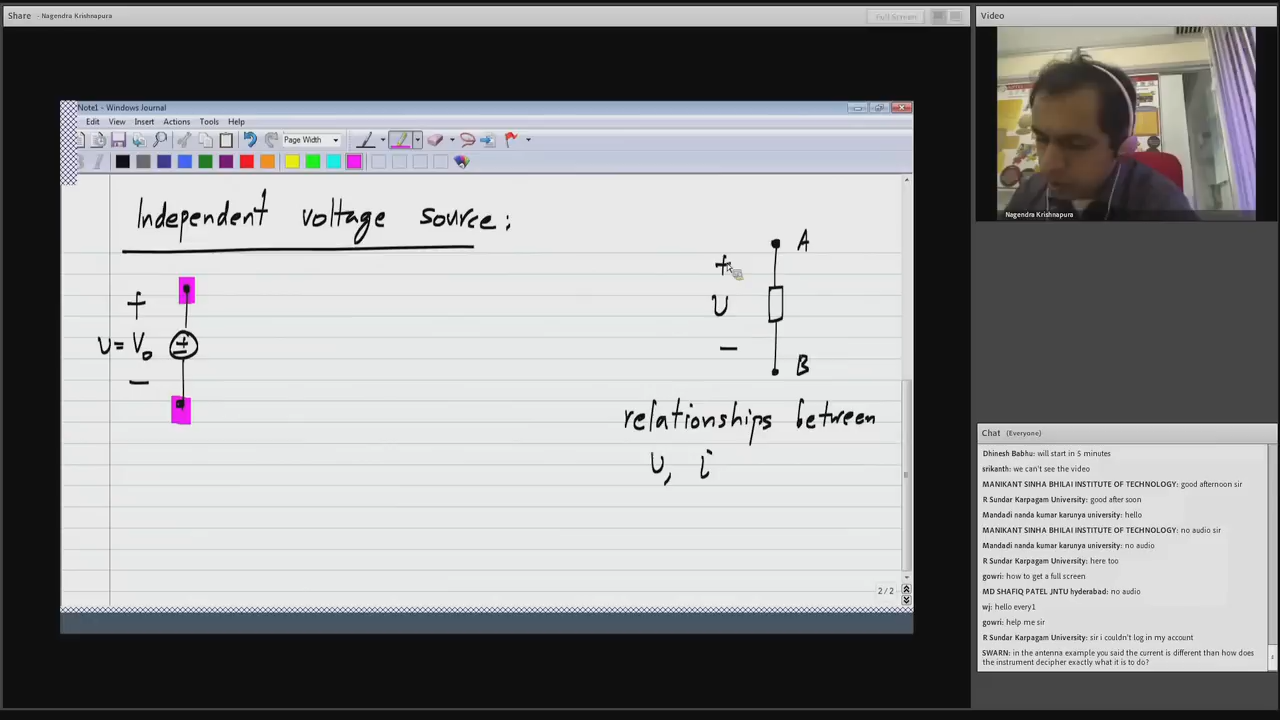 Share - Nagendra Krishnapura
Full Screen
Video
Note1 - Windows Journal
Edit View Insert Actions Tools Help
Page Width
Independent voltage source:
+
υ = V₀
−
±
A
+
υ
−
B
relationships between
υ, i
2 / 2
Nagendra Krishnapura
Chat (Everyone)
Dhinesh Babhu: will start in 5 minutes
srikanth: we can't see the video
MANIKANT SINHA BHILAI INSTITUTE OF TECHNOLOGY: good afternoon sir
R Sundar Karpagam University: good after soon
Mandadi nanda kumar karunya university: hello
MANIKANT SINHA BHILAI INSTITUTE OF TECHNOLOGY: no audio sir
Mandadi nanda kumar karunya university: no audio
R Sundar Karpagam University: here too
gowri: how to get a full screen
MD SHAFIQ PATEL JNTU hyderabad: no audio
wj: hello every1
gowri: help me sir
R Sundar Karpagam University: sir i couldn't log in my account
SWARN: in the antenna example you said the current is different than how does
the instrument decipher exactly what it is to do?